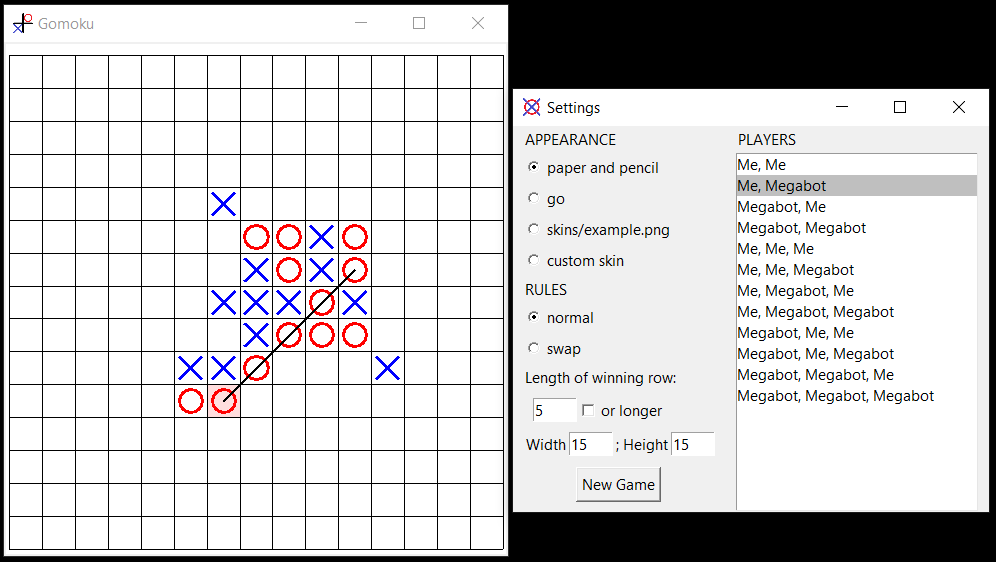 Gomoku
Settings
APPEARANCE
paper and pencil
go
skins/example.png
custom skin
RULES
normal
swap
Length of winning row:
5 or longer
Width 15 ; Height 15
New Game
PLAYERS
Me, Me
Me, Megabot
Megabot, Me
Megabot, Megabot
Me, Me, Me
Me, Me, Megabot
Me, Megabot, Me
Me, Megabot, Megabot
Megabot, Me, Me
Megabot, Me, Megabot
Megabot, Megabot, Me
Megabot, Megabot, Megabot